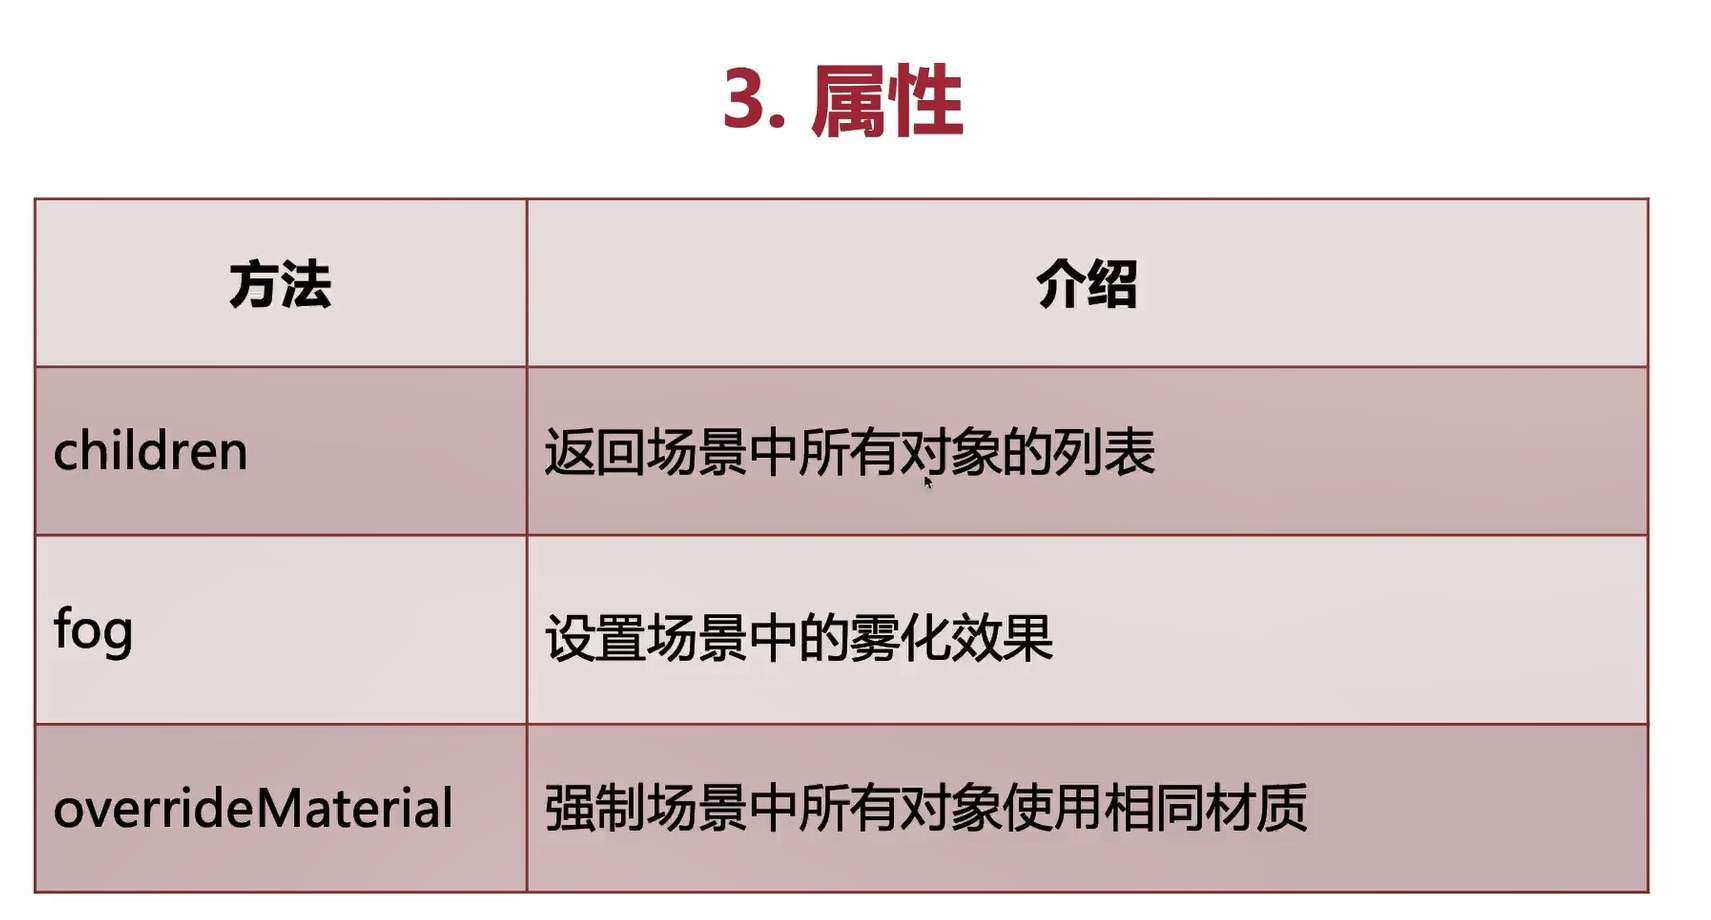 3. 属性
方法 介绍
children 返回场景中所有对象的列表
fog 设置场景中的雾化效果
overrideMaterial 强制场景中所有对象使用相同材质